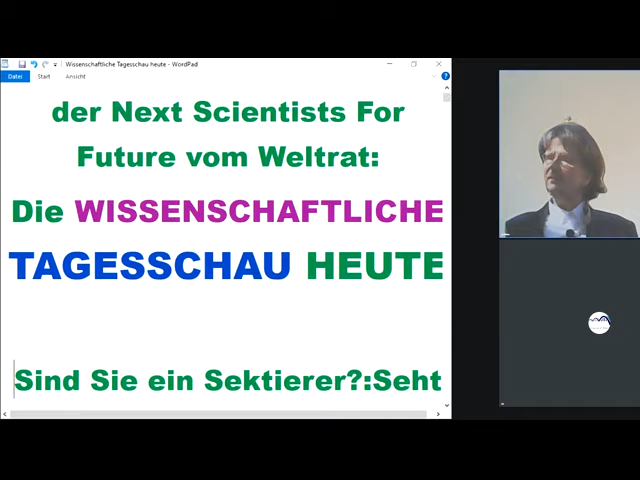 Wissenschaftliche Tagesschau heute - WordPad
Datei Start Ansicht
der Next Scientists For
Future vom Weltrat:
Die WISSENSCHAFTLICHE
TAGESSCHAU HEUTE
Sind Sie ein Sektierer?:Seht